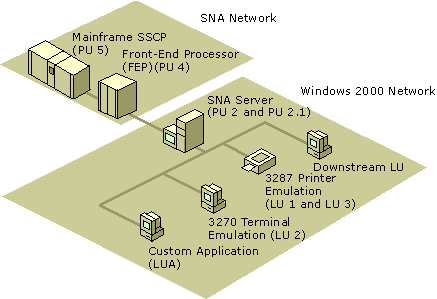 SNA Network
Mainframe SSCP
(PU 5)
Front-End Processor
(FEP)(PU 4)
Windows 2000 Network
SNA Server
(PU 2 and PU 2.1)
Downstream LU
3287 Printer
Emulation
(LU 1 and LU 3)
3270 Terminal
Emulation (LU 2)
Custom Application
(LUA)